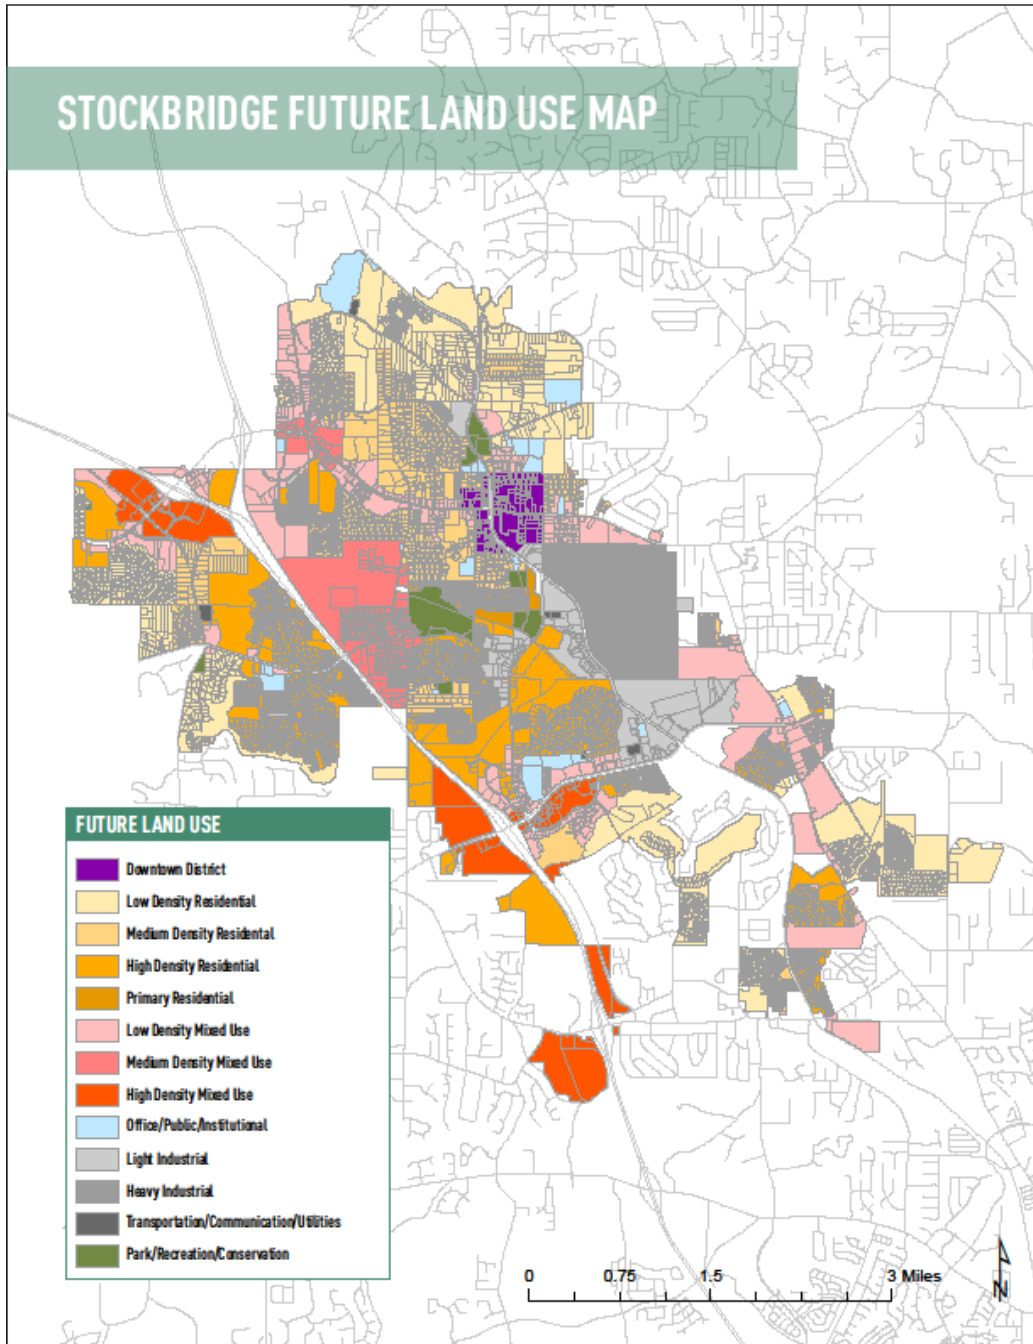 STOCKBRIDGE FUTURE LAND USE MAP
FUTURE LAND USE
Downtown District
Low Density Residential
Medium Density Residental
High Density Residential
Primary Residential
Low Density Mixed Use
Medium Density Mixed Use
High Density Mixed Use
Office/Public/Institutional
Light Industrial
Heavy Industrial
Transportation/Communication/Utilities
Park/Recreation/Conservation
0 0.75 1.5 3 Miles
N